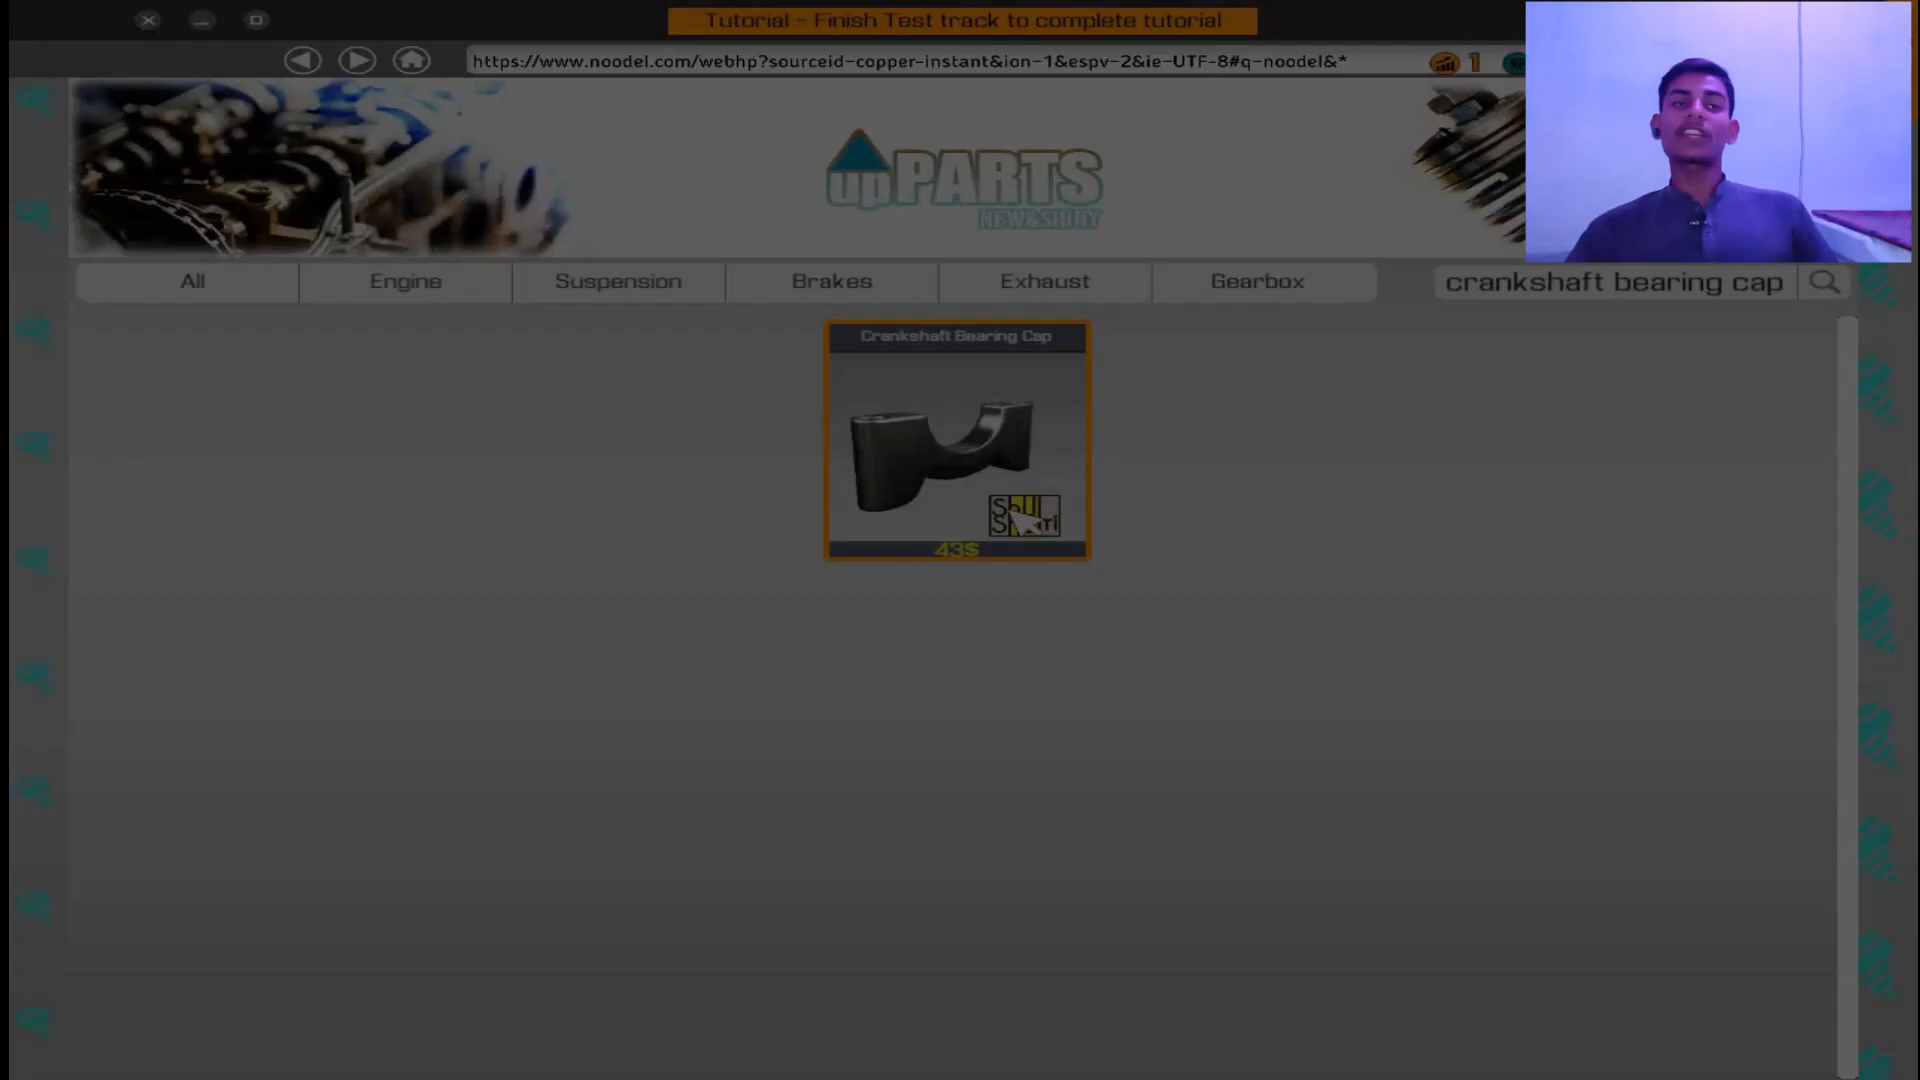 Tutorial - Finish Test track to complete tutorial
https://www.noodel.com/webhp?sourceid-copper-instant&ion-1&espv-2&ie-UTF-8#q-noodel&*
1
up PARTS
NEW&SHINY
All
Engine
Suspension
Brakes
Exhaust
Gearbox
crankshaft bearing cap
Crankshaft Bearing Cap
43$